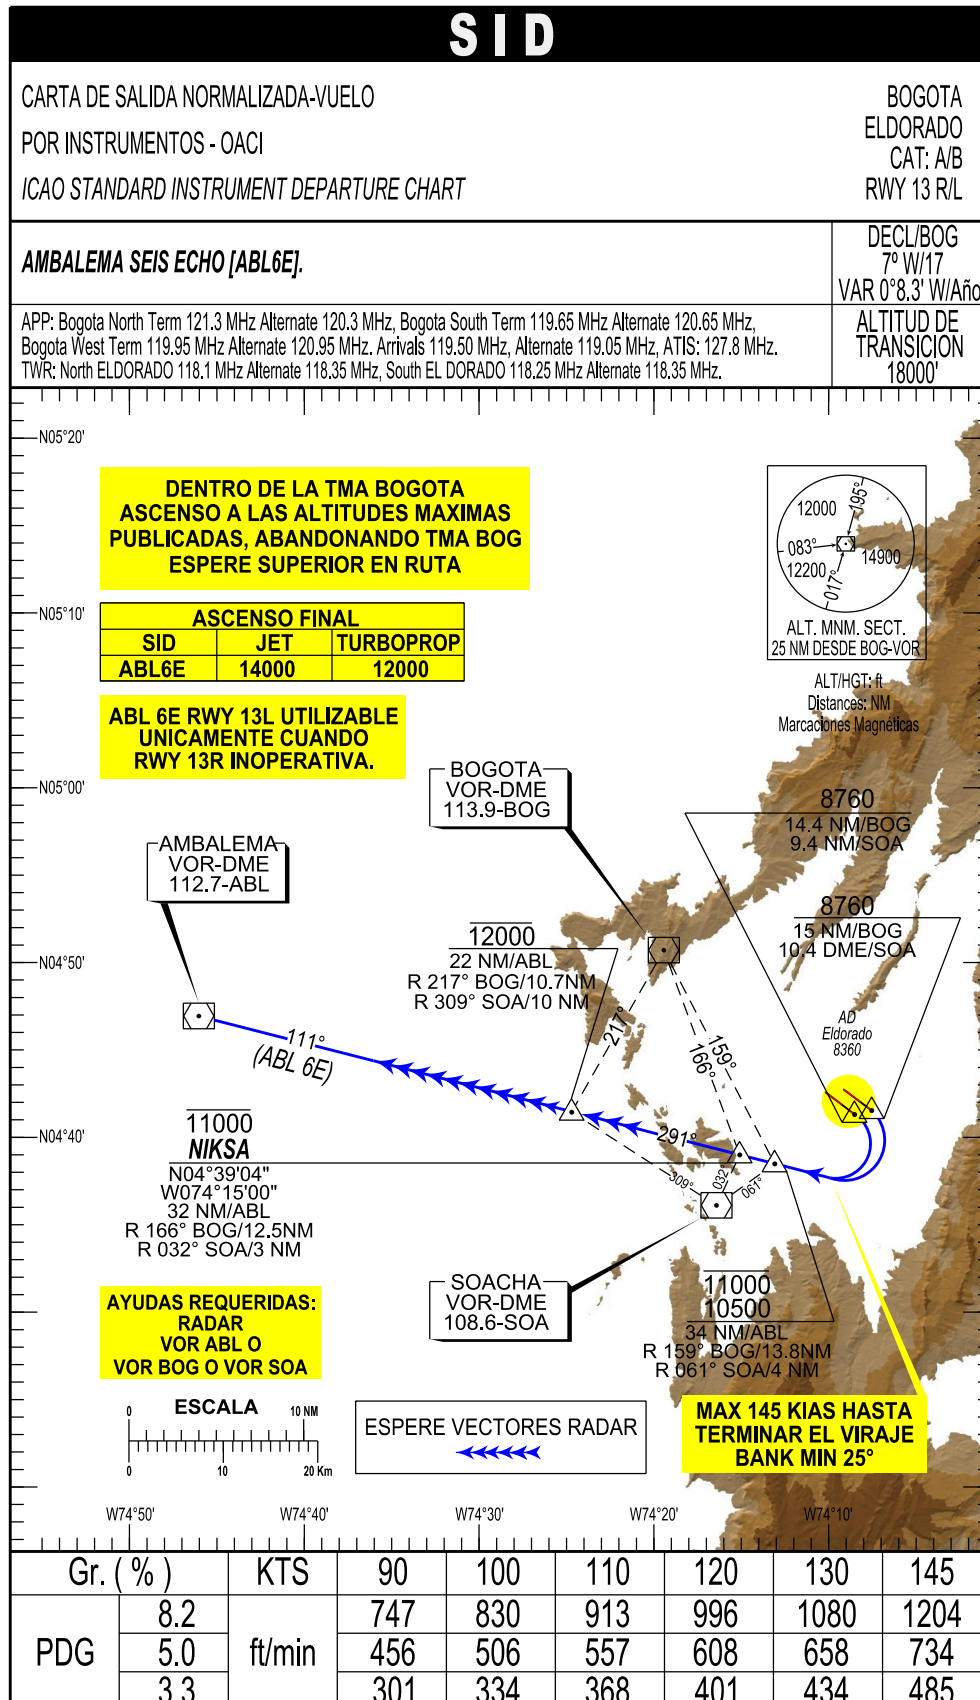 SID
CARTA DE SALIDA NORMALIZADA-VUELO
POR INSTRUMENTOS - OACI
ICAO STANDARD INSTRUMENT DEPARTURE CHART
BOGOTA
ELDORADO
CAT: A/B
RWY 13 R/L
AMBALEMA SEIS ECHO [ABL6E].
DECL/BOG
7º W/17
VAR 0°8.3' W/Año
APP: Bogota North Term 121.3 MHz Alternate 120.3 MHz, Bogota South Term 119.65 MHz Alternate 120.65 MHz,
Bogota West Term 119.95 MHz Alternate 120.95 MHz. Arrivals 119.50 MHz, Alternate 119.05 MHz, ATIS: 127.8 MHz.
TWR: North ELDORADO 118.1 MHz Alternate 118.35 MHz, South EL DORADO 118.25 MHz Alternate 118.35 MHz.
ALTITUD DE
TRANSICION
18000'
N05°20'
DENTRO DE LA TMA BOGOTA
ASCENSO A LAS ALTITUDES MAXIMAS
PUBLICADAS, ABANDONANDO TMA BOG
ESPERE SUPERIOR EN RUTA
12000
195°
083°
14900
12200
017°
ALT. MNM. SECT.
25 NM DESDE BOG-VOR
N05°10'
ASCENSO FINAL
SID JET TURBOPROP
ABL6E 14000 12000
ALT/HGT: ft
Distances: NM
Marcaciones Magnéticas
ABL 6E RWY 13L UTILIZABLE
UNICAMENTE CUANDO
RWY 13R INOPERATIVA.
N05°00'
BOGOTA
VOR-DME
113.9-BOG
8760
14.4 NM/BOG
9.4 NM/SOA
AMBALEMA
VOR-DME
112.7-ABL
8760
15 NM/BOG
10.4 DME/SOA
12000
22 NM/ABL
R 217° BOG/10.7NM
R 309° SOA/10 NM
N04°50'
AD
Eldorado
8360
111°
(ABL 6E)
217°
159°
166°
N04°40'
291°
309°
032°
061°
11000
NIKSA
N04°39'04"
W074°15'00"
32 NM/ABL
R 166° BOG/12.5NM
R 032° SOA/3 NM
SOACHA
VOR-DME
108.6-SOA
11000
10500
34 NM/ABL
R 159° BOG/13.8NM
R 061° SOA/4 NM
AYUDAS REQUERIDAS:
RADAR
VOR ABL O
VOR BOG O VOR SOA
ESCALA
0 10 NM
0 10 20 Km
ESPERE VECTORES RADAR
MAX 145 KIAS HASTA
TERMINAR EL VIRAJE
BANK MIN 25°
W74°50' W74°40' W74°30' W74°20' W74°10'
Gr. ( % ) KTS 90 100 110 120 130 145
PDG ft/min
8.2 747 830 913 996 1080 1204
5.0 456 506 557 608 658 734
3.3 301 334 368 401 434 485